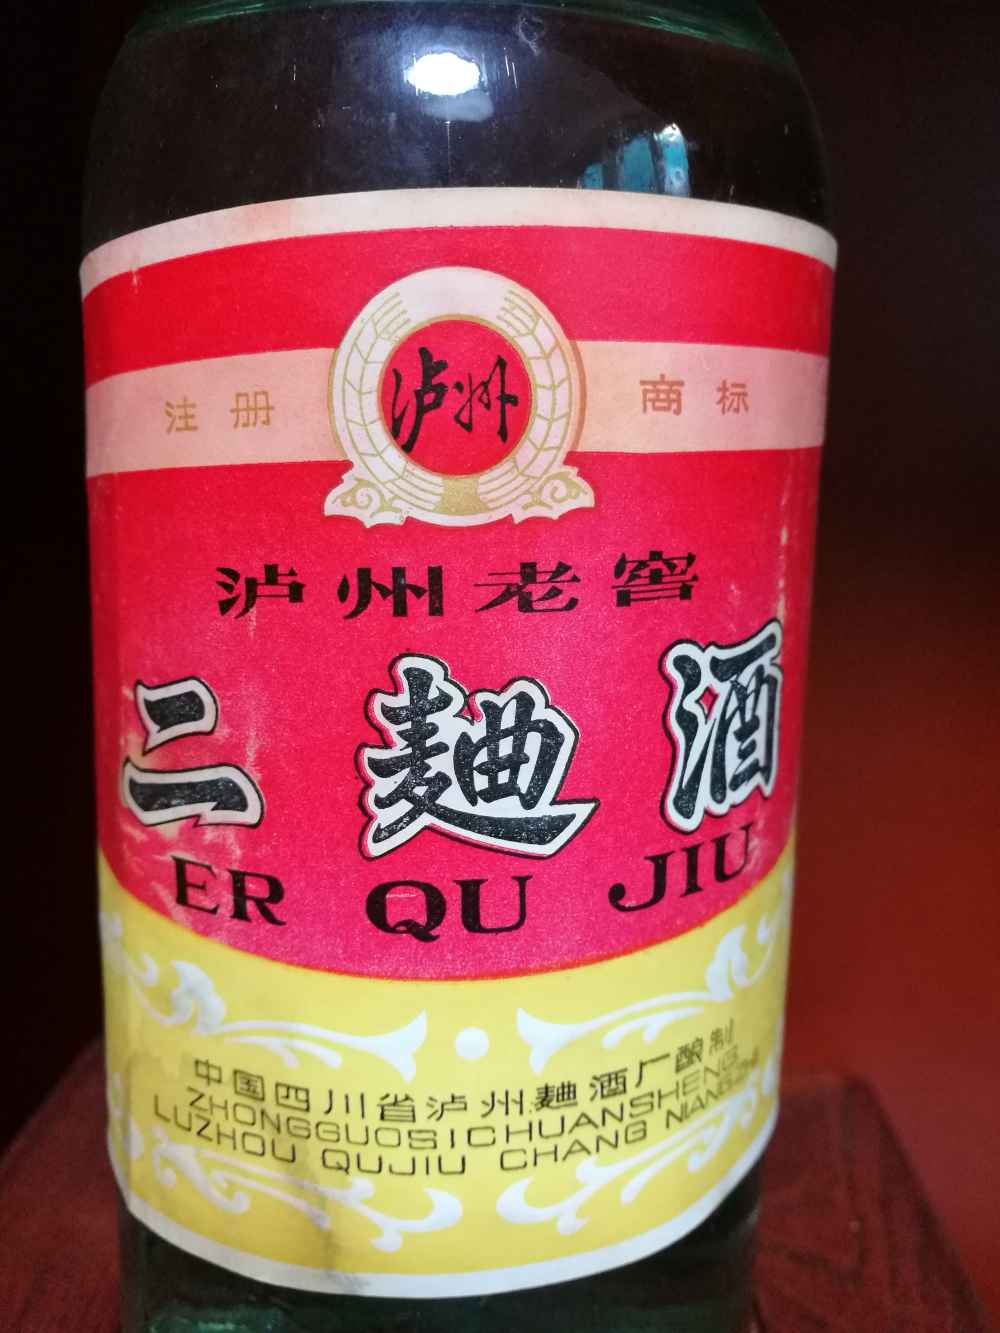 泸州
注册 商标
泸州老窖
二麯酒
ER QU JIU
中国四川省泸州麯酒厂酿制
ZHONGGUOSICHUANSHENG
LUZHOU QUJIU CHANG NIANGZHI